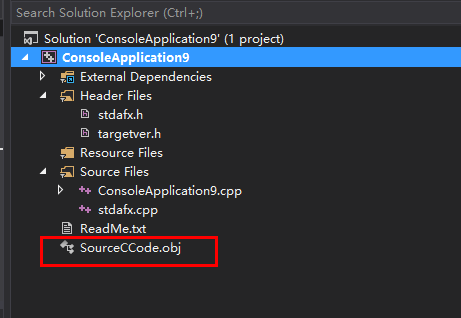 Search Solution Explorer (Ctrl+;)
Solution 'ConsoleApplication9' (1 project)
ConsoleApplication9
External Dependencies
Header Files
stdafx.h
targetver.h
Resource Files
Source Files
ConsoleApplication9.cpp
stdafx.cpp
ReadMe.txt
SourceCCode.obj